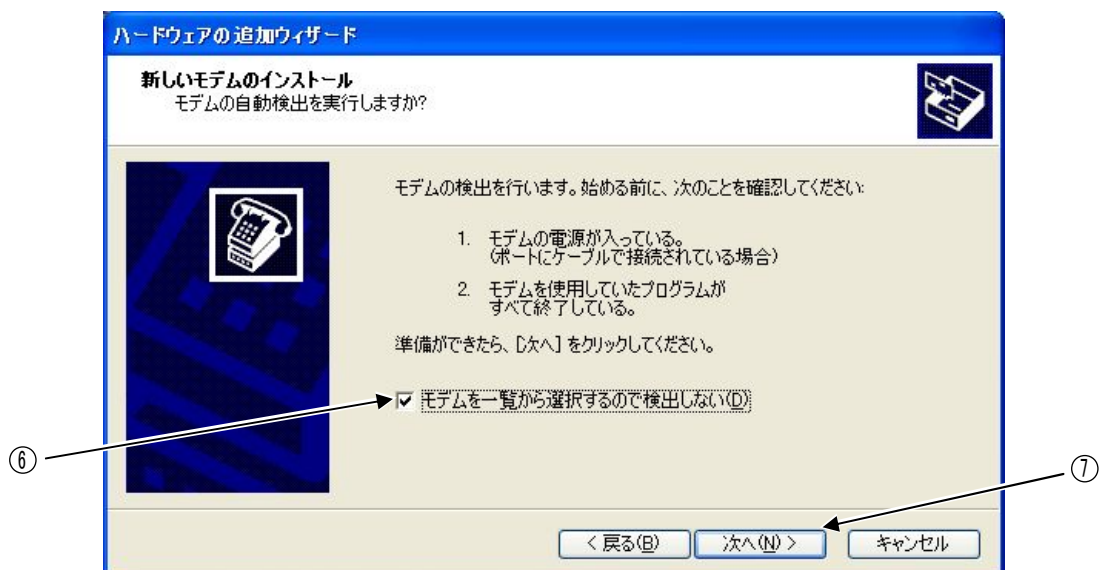 ハードウェアの追加ウィザード
新しいモデムのインストール
モデムの自動検出を実行しますか?
モデムの検出を行います。始める前に、次のことを確認してください:
1. モデムの電源が入っている。
(ポートにケーブルで接続されている場合)
2. モデムを使用していたプログラムが
すべて終了している。
準備ができたら、[次へ] をクリックしてください。
モデムを一覧から選択するので検出しない(D)
⑥
⑦
< 戻る(B) 次へ(N) > キャンセル